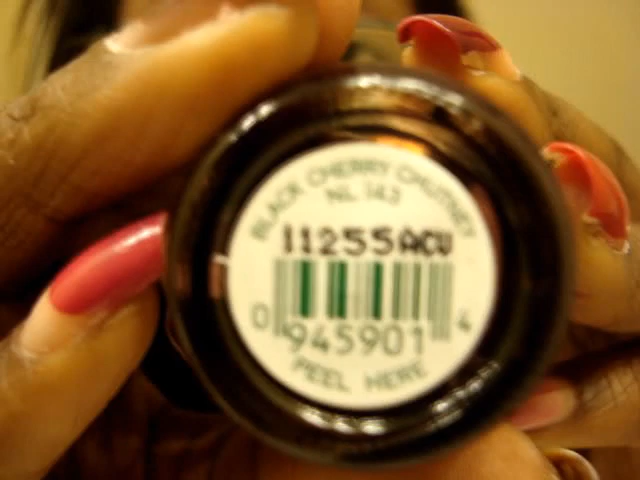 BLACK CHERRY CHUTNEY
NL I43
11255ACU
0 945901 4
PEEL HERE